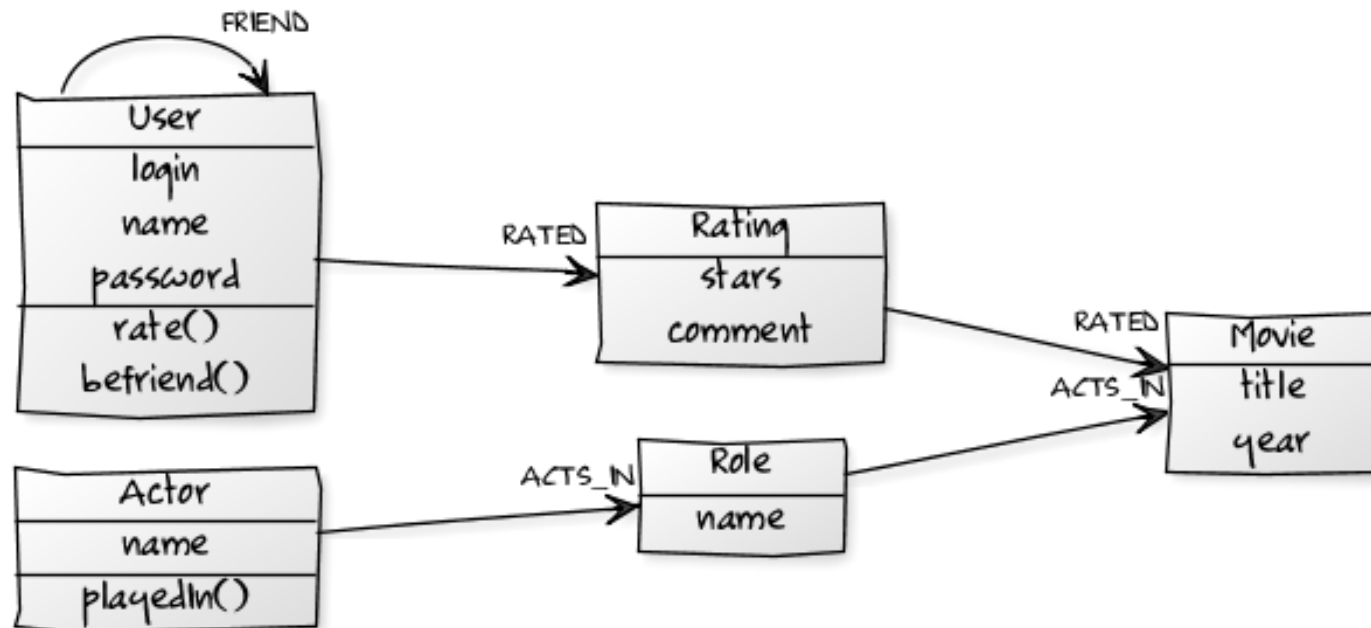 FRIEND
User
login
name
password
rate()
befriend()
RATED
Rating
stars
comment
RATED
Movie
title
year
ACTS_IN
Actor
name
playedIn()
ACTS_IN
Role
name